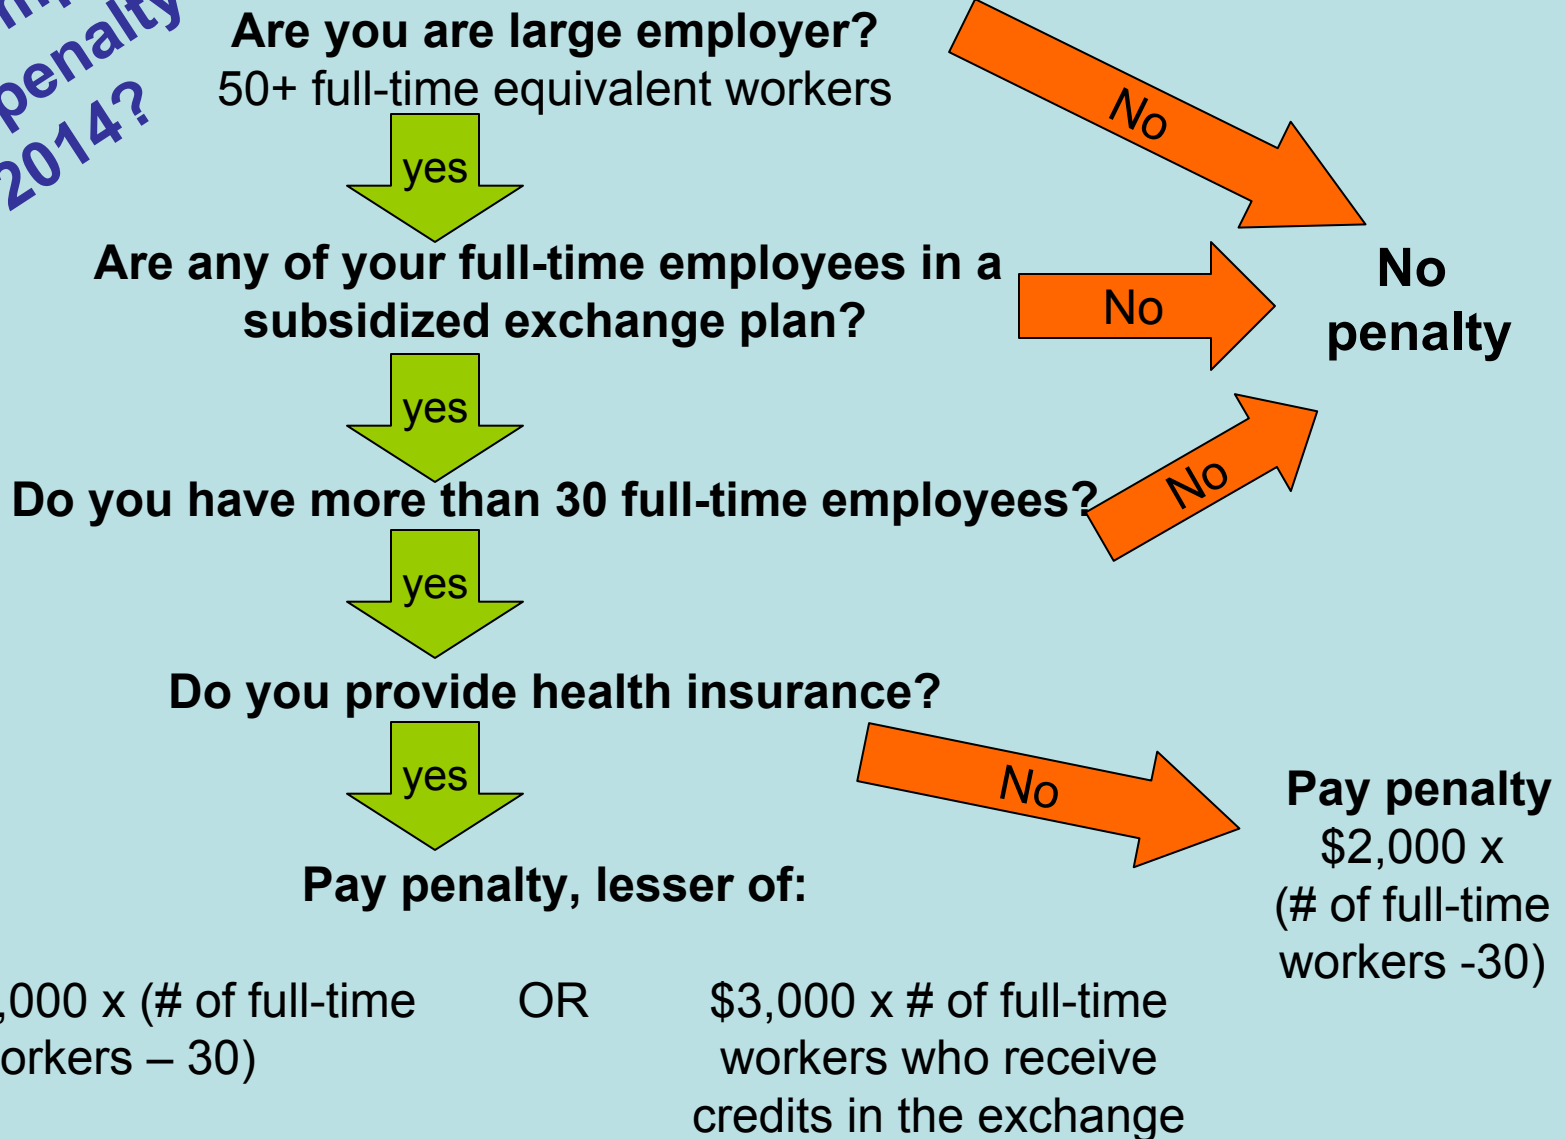 penalty
2014?
Are you are large employer?
50+ full-time equivalent workers
No
yes
Are any of your full-time employees in a
subsidized exchange plan?
No
No
penalty
yes
Do you have more than 30 full-time employees?
No
yes
Do you provide health insurance?
yes
No
Pay penalty
$2,000 x
(# of full-time
workers -30)
Pay penalty, lesser of:
,000 x (# of full-time
orkers – 30)
OR
$3,000 x # of full-time
workers who receive
credits in the exchange